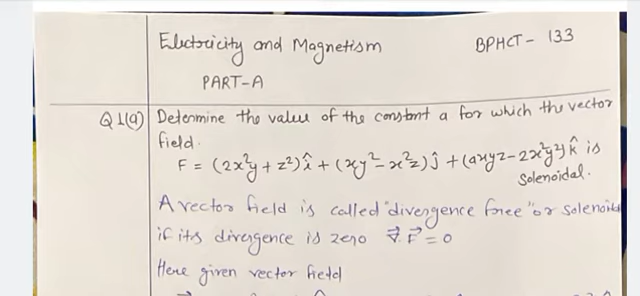 Electricity and Magnetism BPHCT - 133
PART-A
Q1(a) Determine the value of the constant a for which the vector
field.
F = (2x²y + z²) î + (xy² - x²z) ĵ + (axyz - 2x²y²) k̂ is
Solenoidal.
A vector field is called "divergence free" or solenoida
if its divergence is zero ∇⃗.F⃗ = 0
Here given vector field